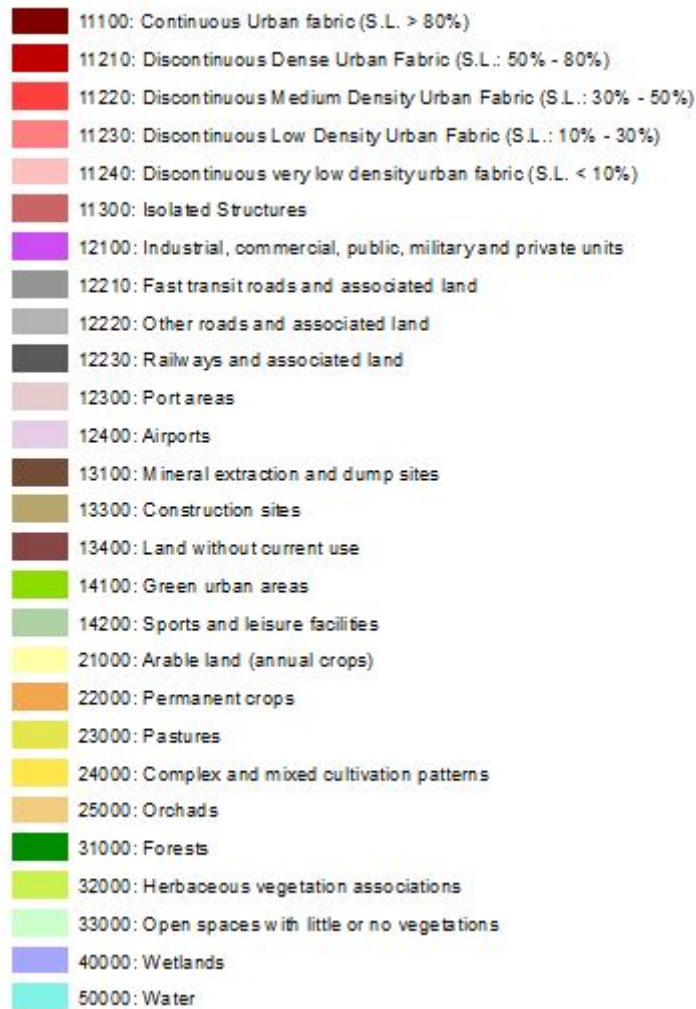 11100: Continuous Urban fabric (S.L. > 80%)
11210: Discontinuous Dense Urban Fabric (S.L.: 50% - 80%)
11220: Discontinuous Medium Density Urban Fabric (S.L.: 30% - 50%)
11230: Discontinuous Low Density Urban Fabric (S.L.: 10% - 30%)
11240: Discontinuous very low density urban fabric (S.L. < 10%)
11300: Isolated Structures
12100: Industrial, commercial, public, military and private units
12210: Fast transit roads and associated land
12220: Other roads and associated land
12230: Railways and associated land
12300: Port areas
12400: Airports
13100: Mineral extraction and dump sites
13300: Construction sites
13400: Land without current use
14100: Green urban areas
14200: Sports and leisure facilities
21000: Arable land (annual crops)
22000: Permanent crops
23000: Pastures
24000: Complex and mixed cultivation patterns
25000: Orchads
31000: Forests
32000: Herbaceous vegetation associations
33000: Open spaces with little or no vegetations
40000: Wetlands
50000: Water